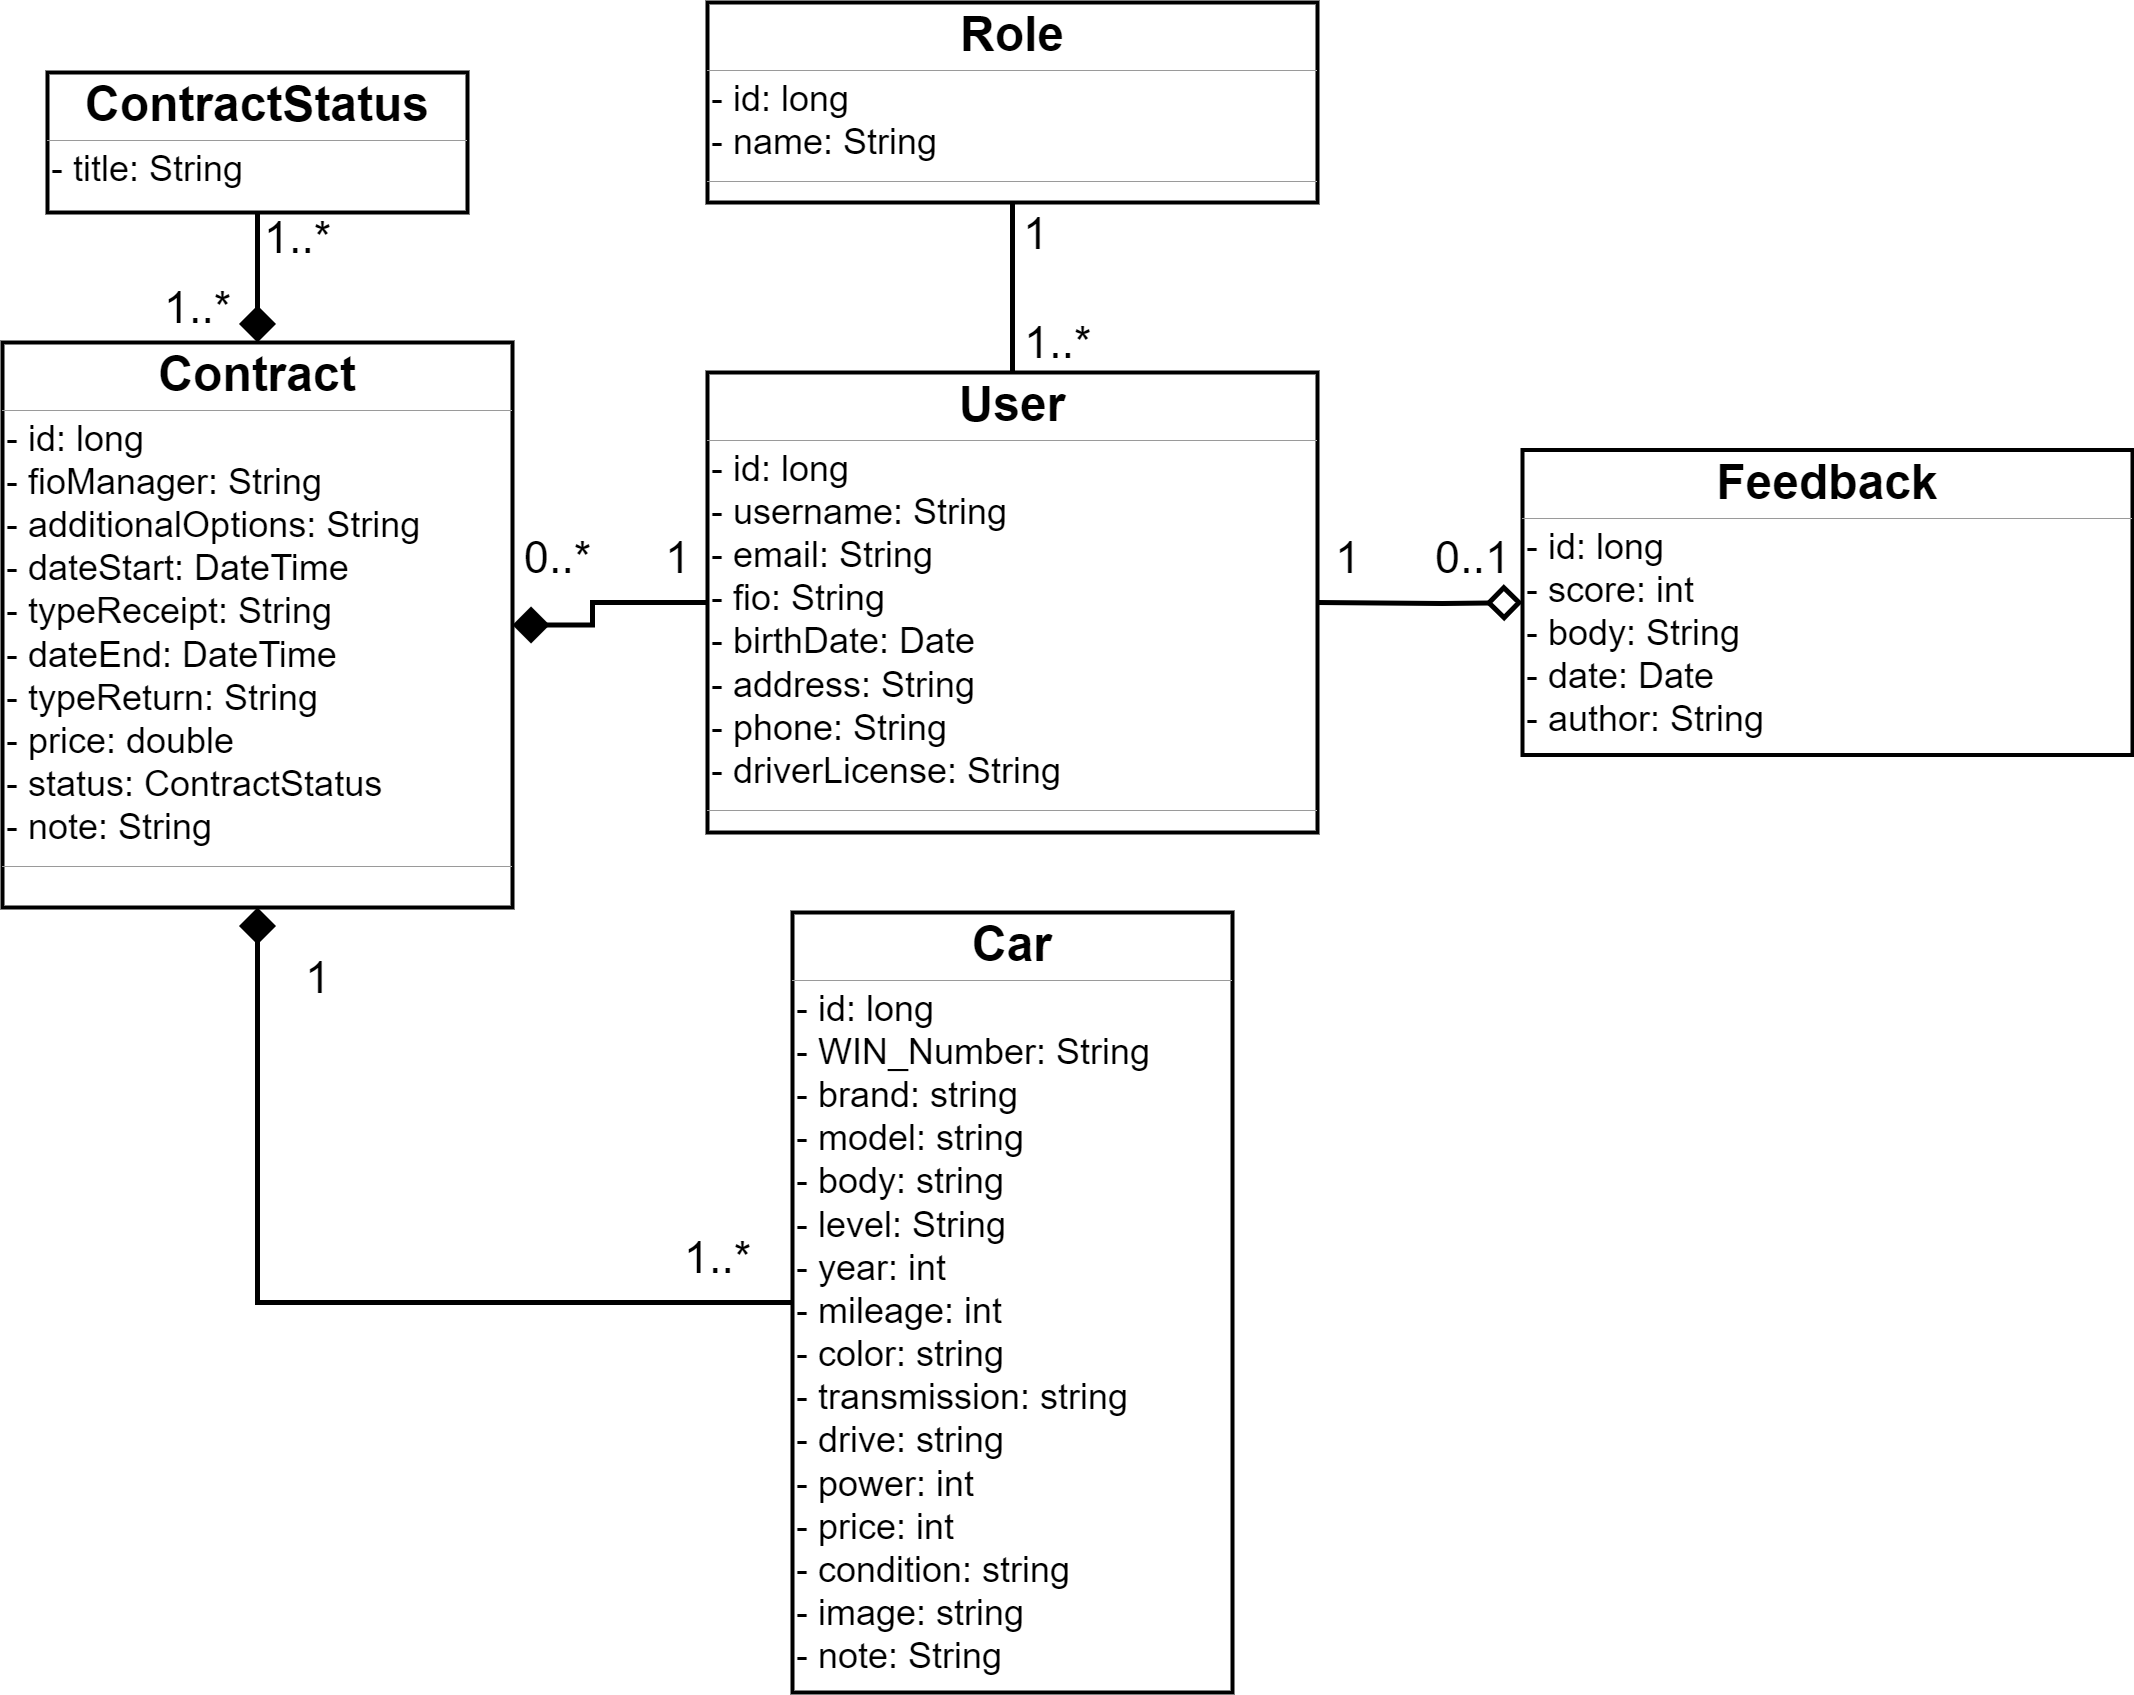 ContractStatus
- title: String
1..*
1..*
Role
- id: long
- name: String
1
1..*
Contract
- id: long
- fioManager: String
- additionalOptions: String
- dateStart: DateTime
- typeReceipt: String
- dateEnd: DateTime
- typeReturn: String
- price: double
- status: ContractStatus
- note: String
0..*
1
User
- id: long
- username: String
- email: String
- fio: String
- birthDate: Date
- address: String
- phone: String
- driverLicense: String
1
0..1
Feedback
- id: long
- score: int
- body: String
- date: Date
- author: String
1
1..*
Car
- id: long
- WIN_Number: String
- brand: string
- model: string
- body: string
- level: String
- year: int
- mileage: int
- color: string
- transmission: string
- drive: string
- power: int
- price: int
- condition: string
- image: string
- note: String